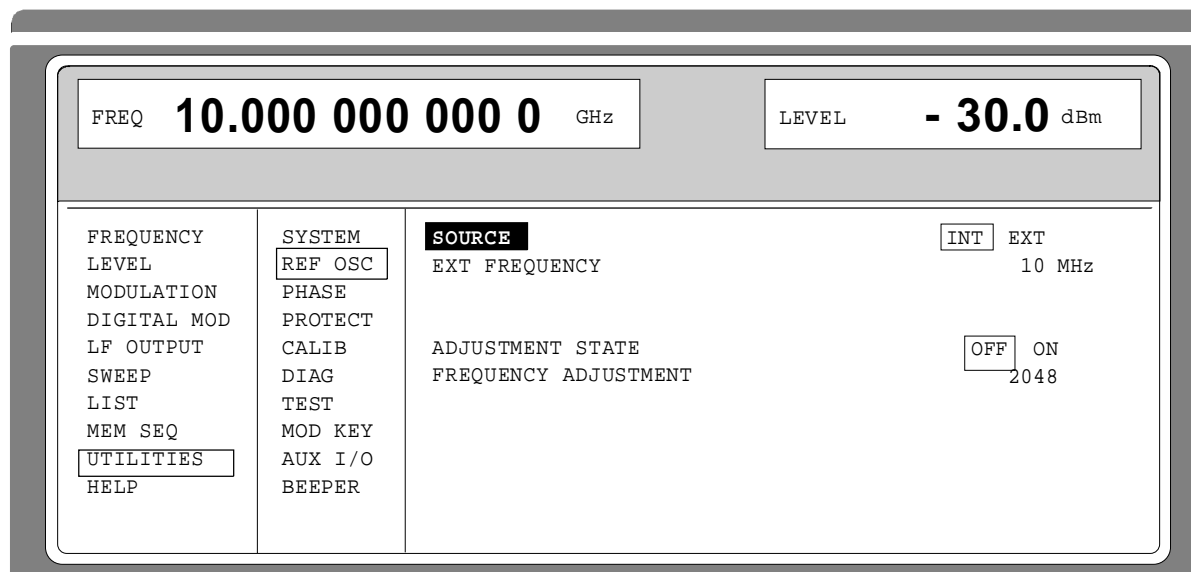 FREQ 10.000 000 000 0 GHz LEVEL - 30.0 dBm
FREQUENCY SYSTEM SOURCE INT EXT
LEVEL REF OSC EXT FREQUENCY 10 MHz
MODULATION PHASE
DIGITAL MOD PROTECT
LF OUTPUT CALIB ADJUSTMENT STATE OFF ON
SWEEP DIAG FREQUENCY ADJUSTMENT 2048
LIST TEST
MEM SEQ MOD KEY
UTILITIES AUX I/O
HELP BEEPER